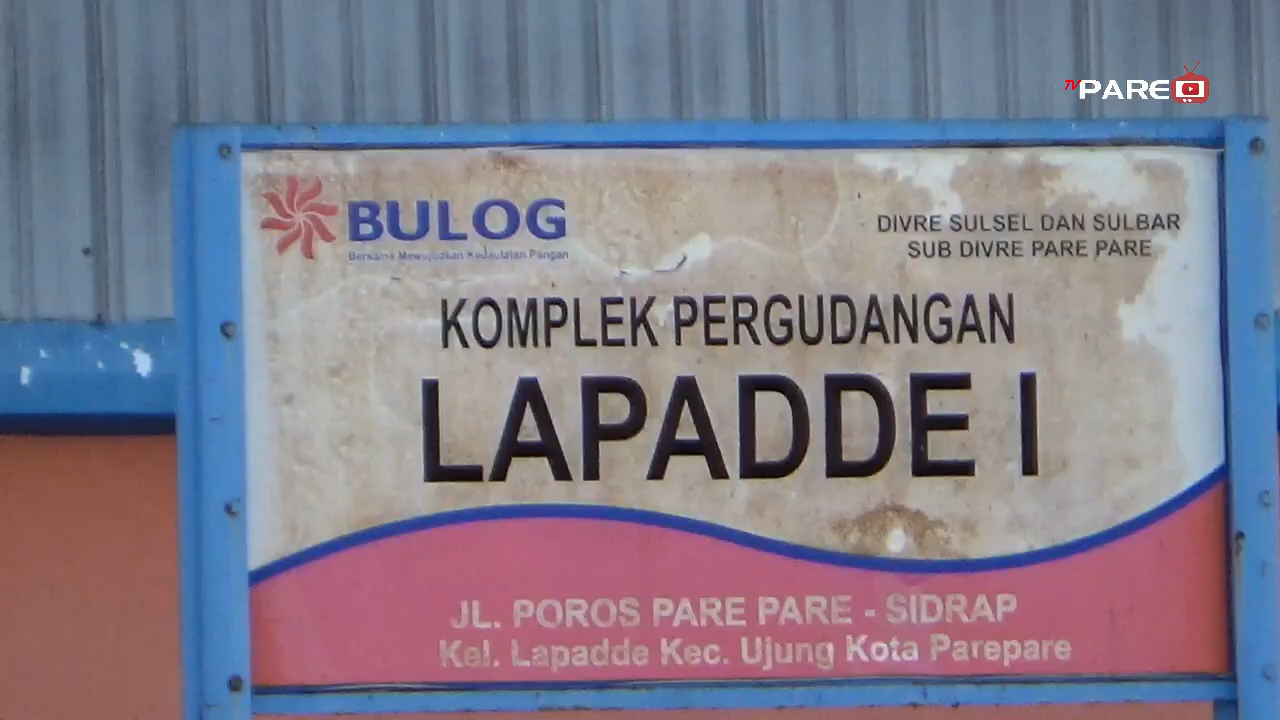 TV PARE
BULOG
Bersama Mewujudkan Kedaulatan Pangan
DIVRE SULSEL DAN SULBAR
SUB DIVRE PARE PARE
KOMPLEK PERGUDANGAN
LAPADDE I
JL. POROS PARE PARE - SIDRAP
Kel. Lapadde Kec. Ujung Kota Parepare